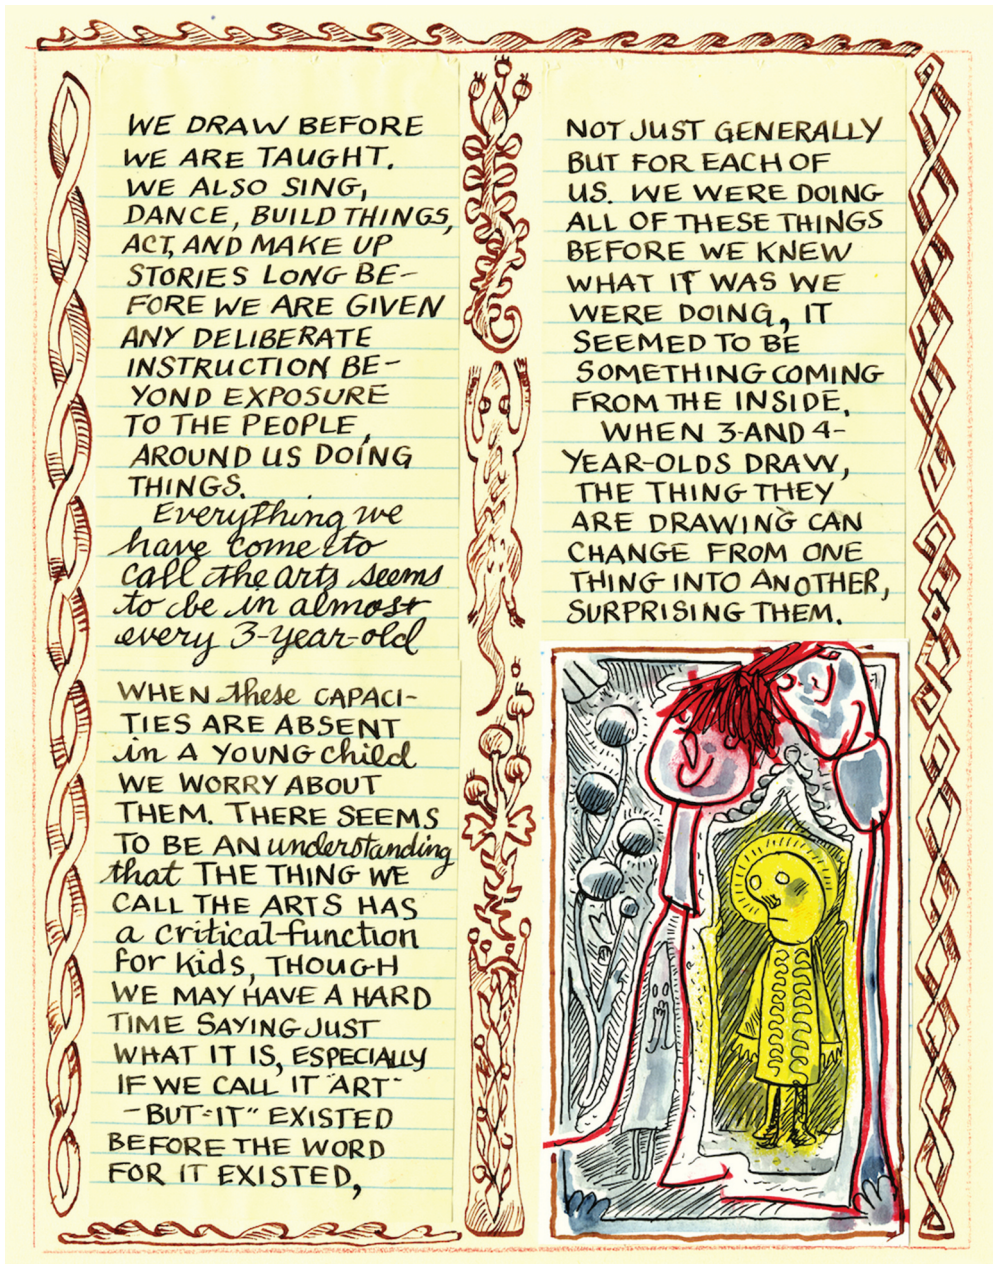 WE DRAW BEFORE
WE ARE TAUGHT.
WE ALSO SING,
DANCE, BUILD THINGS,
ACT, AND MAKE UP
STORIES LONG BE-
FORE WE ARE GIVEN
ANY DELIBERATE
INSTRUCTION BE-
YOND EXPOSURE
TO THE PEOPLE
AROUND US DOING
THINGS.
Everything we
have come to
call the arts seems
to be in almost
every 3-year-old
WHEN these CAPACI-
TIES ARE ABSENT
in A YOUNG child
WE WORRY ABOUT
THEM. THERE SEEMS
TO BE AN understanding
that THE THING WE
CALL THE ARTS HAS
a critical function
for kids, THOUGH
WE MAY HAVE A HARD
TIME SAYING JUST
WHAT IT IS, ESPECIALLY
IF WE CALL IT "ART"
-BUT "IT" EXISTED
BEFORE THE WORD
FOR IT EXISTED,
NOT JUST GENERALLY
BUT FOR EACH OF
US. WE WERE DOING
ALL OF THESE THINGS
BEFORE WE KNEW
WHAT IT WAS WE
WERE DOING, IT
SEEMED TO BE
SOMETHING COMING
FROM THE INSIDE.
WHEN 3-AND 4-
YEAR-OLDS DRAW,
THE THING THEY
ARE DRAWING CAN
CHANGE FROM ONE
THING INTO ANOTHER,
SURPRISING THEM.